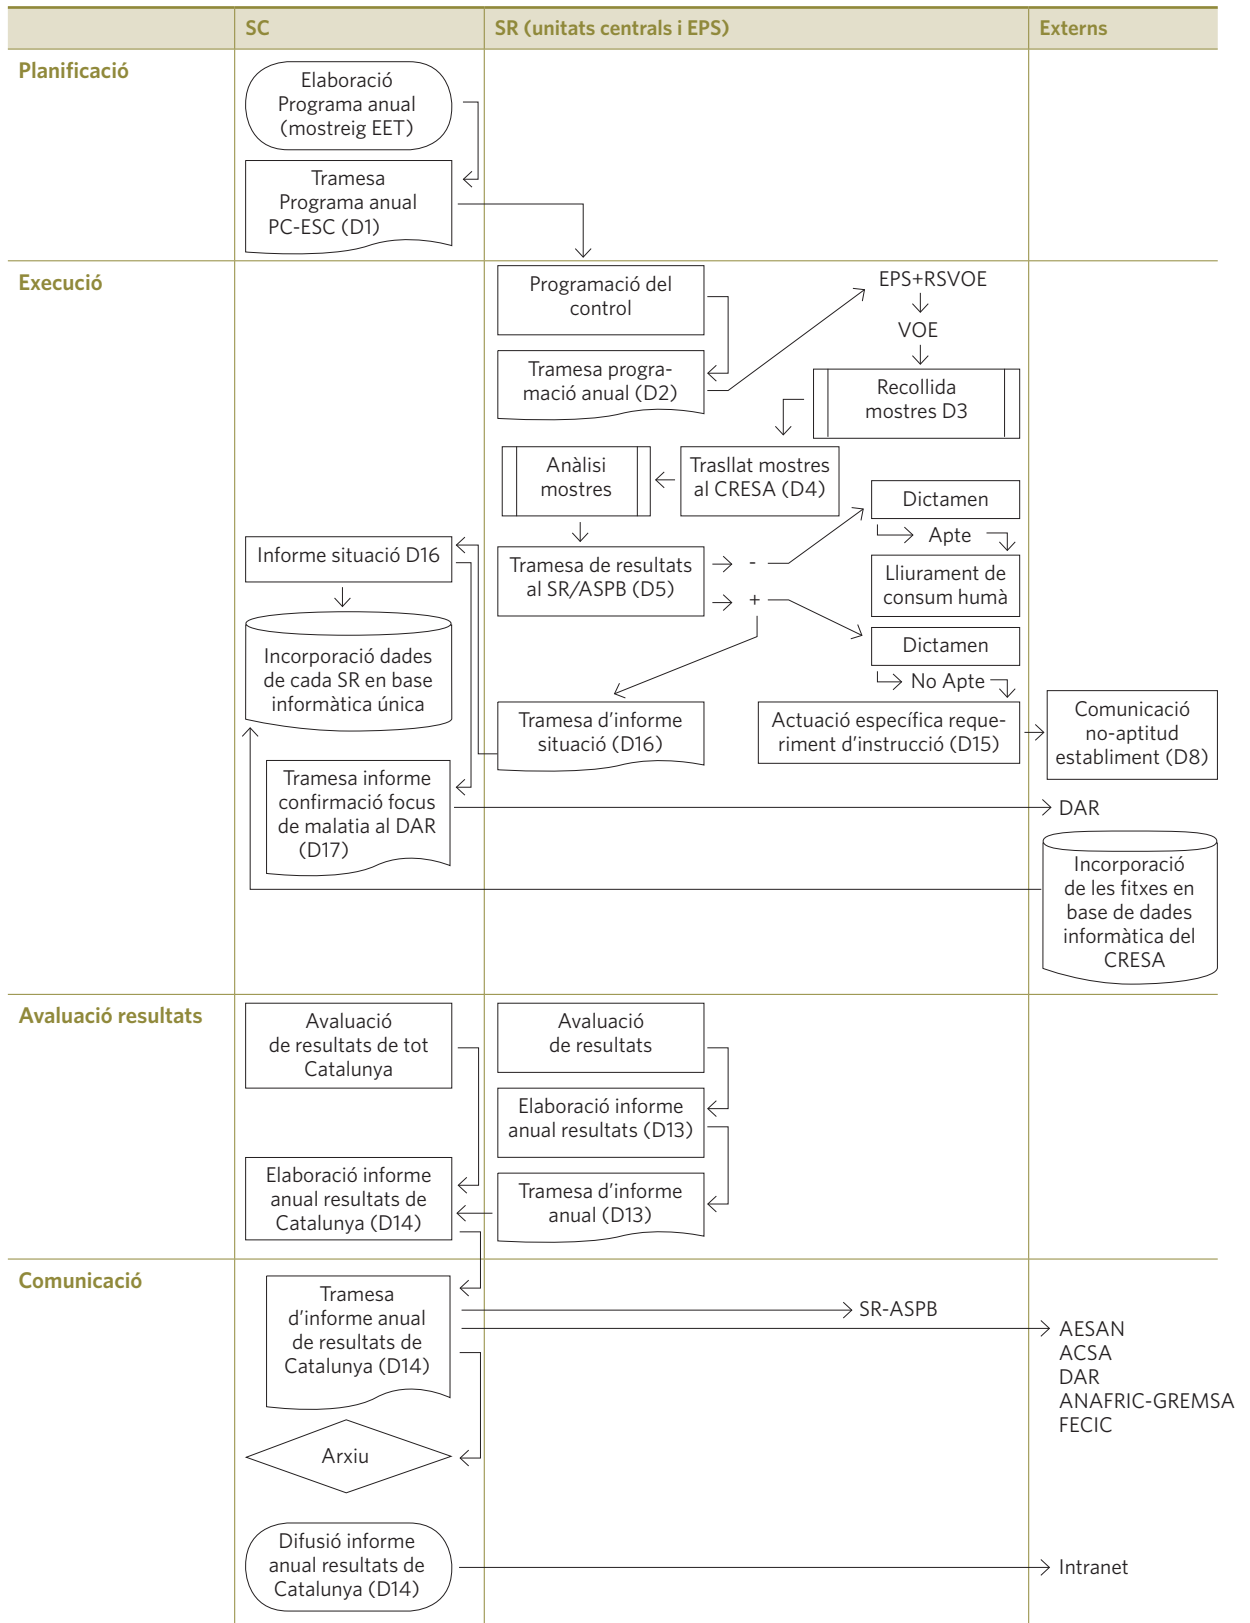 SC
SR (unitats centrals i EPS)
Externs
Planificació
Elaboració
Programa anual
(mostreig EET)
Tramesa
Programa anual
PC-ESC (D1)
Execució
Programació del
control
Tramesa progra-
mació anual (D2)
EPS+RSVOE
VOE
Recollida
mostres D3
Trasllat mostres
al CRESA (D4)
Anàlisi
mostres
Tramesa de resultats
al SR/ASPB (D5)
-
+
Dictamen
Apte
Lliurament de
consum humà
Dictamen
No Apte
Actuació específica reque-
riment d'instrucció (D15)
Comunicació
no-aptitud
establiment (D8)
Tramesa d'informe
situació (D16)
Informe situació D16
Incorporació dades
de cada SR en base
informàtica única
Tramesa informe
confirmació focus
de malatia al DAR
(D17)
DAR
Incorporació
de les fitxes en
base de dades
informàtica del
CRESA
Avaluació resultats
Avaluació
de resultats de tot
Catalunya
Avaluació
de resultats
Elaboració informe
anual resultats (D13)
Tramesa d'informe
anual (D13)
Elaboració informe
anual resultats de
Catalunya (D14)
Comunicació
Tramesa
d'informe anual
de resultats de
Catalunya (D14)
SR-ASPB
AESAN
ACSA
DAR
ANAFRIC-GREMSA
FECIC
Arxiu
Difusió informe
anual resultats de
Catalunya (D14)
Intranet